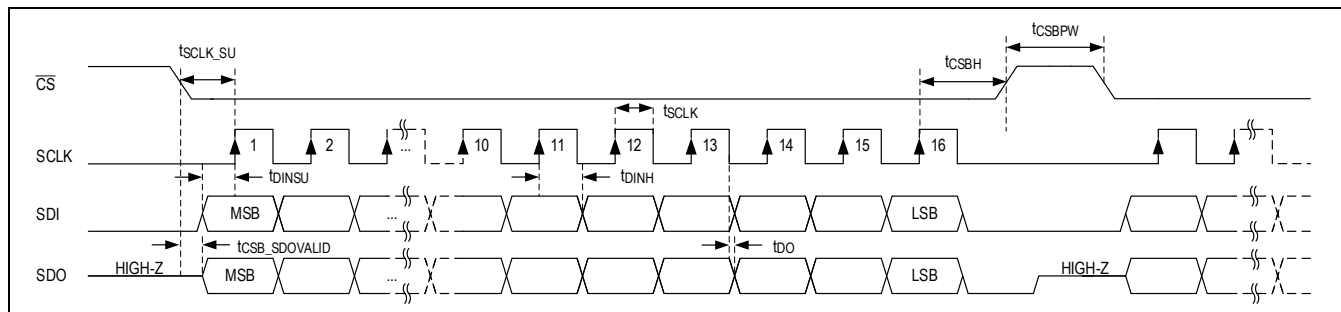 tSCLK_SU
tCSBPW
tCSBH
CS
tSCLK
SCLK
1 2 ... 10 11 12 13 14 15 16
tDINSU
tDINH
SDI
MSB ... LSB
tCSB_SDOVALID
tDO
SDO
HIGH-Z MSB ... LSB HIGH-Z